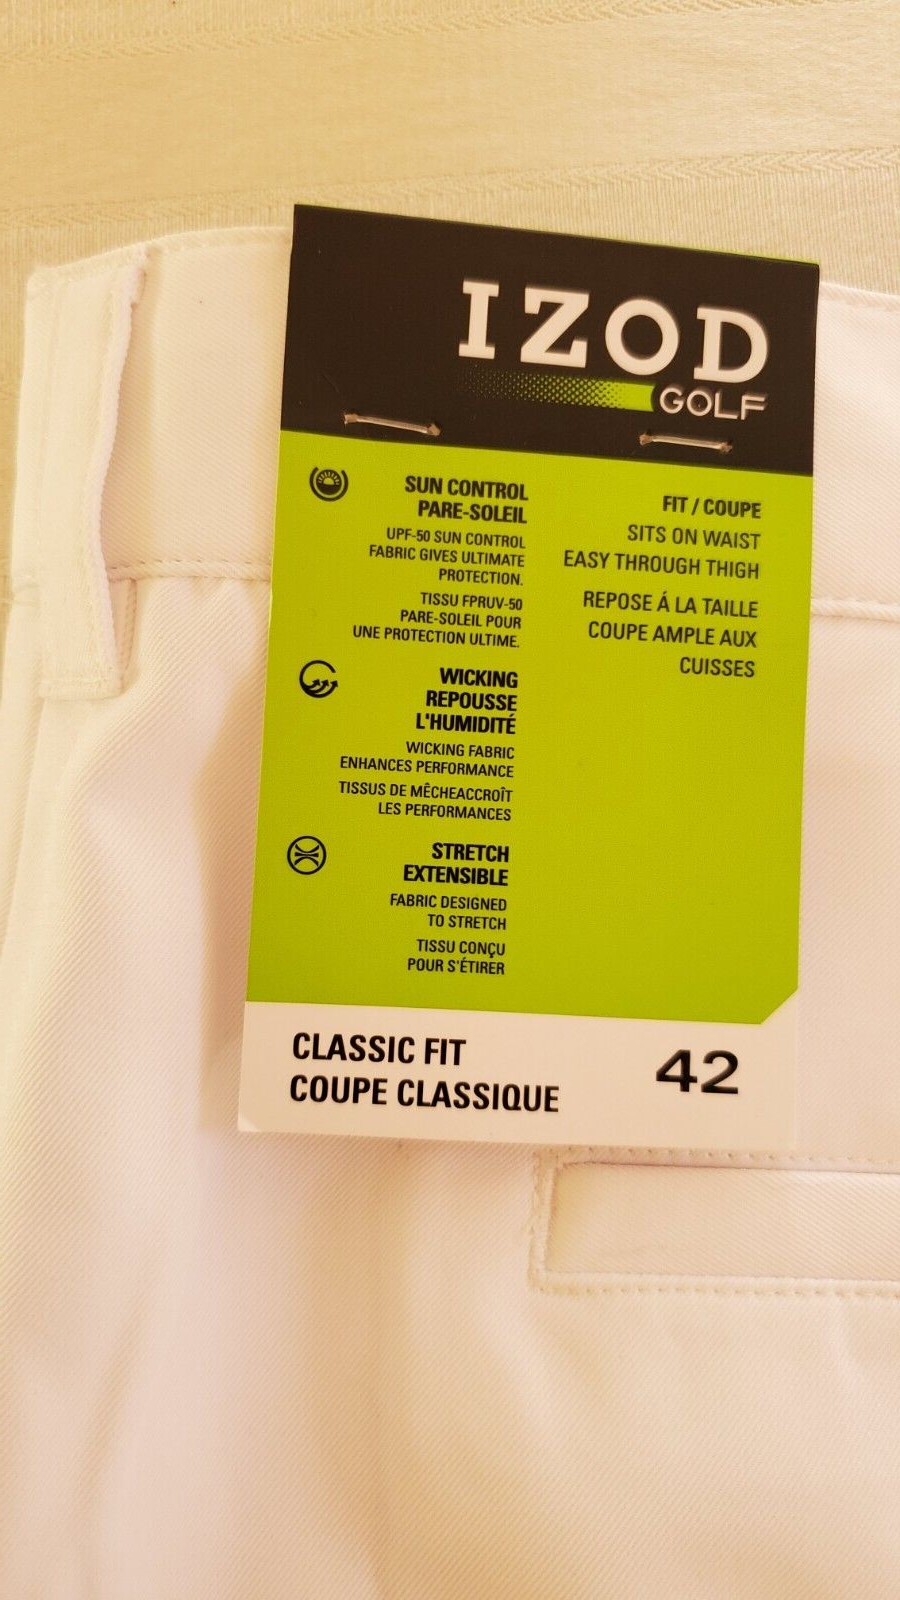 IZOD
GOLF
SUN CONTROL
PARE-SOLEIL
UPF-50 SUN CONTROL
FABRIC GIVES ULTIMATE
PROTECTION.
TISSU FPRUV-50
PARE-SOLEIL POUR
UNE PROTECTION ULTIME.
WICKING
REPOUSSE
L'HUMIDITÉ
WICKING FABRIC
ENHANCES PERFORMANCE
TISSUS DE MÊCHEACCROÎT
LES PERFORMANCES
STRETCH
EXTENSIBLE
FABRIC DESIGNED
TO STRETCH
TISSU CONÇU
POUR S'ÉTIRER
FIT / COUPE
SITS ON WAIST
EASY THROUGH THIGH
REPOSE Á LA TAILLE
COUPE AMPLE AUX
CUISSES
CLASSIC FIT
COUPE CLASSIQUE
42